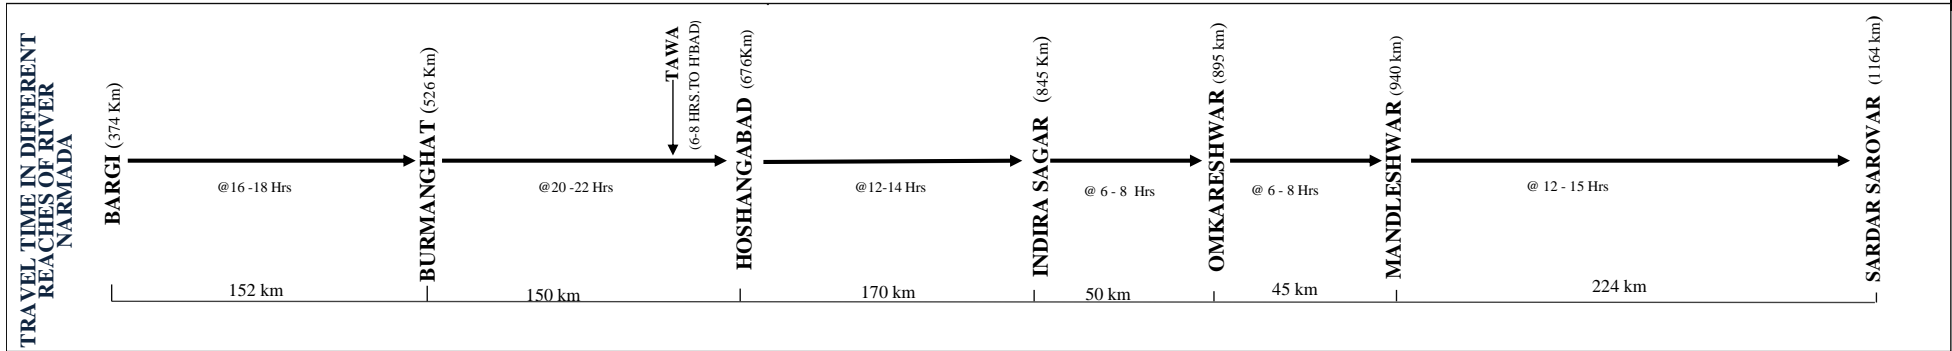 TRAVEL TIME IN DIFFERENT
REACHES OF RIVER
NARMADA
BARGI (374 Km)
BURMANGHAT (526 Km)
TAWA
(6-8 HRS.TO HBAD)
HOSHANGABAD (676Km)
INDIRA SAGAR (845 Km)
OMKARESHWAR (895 km)
MANDLESHWAR (940 km)
SARDAR SAROVAR (1164 km)
@16 -18 Hrs
@20 -22 Hrs
@12-14 Hrs
@ 6 - 8 Hrs
@ 6 - 8 Hrs
@ 12 - 15 Hrs
152 km
150 km
170 km
50 km
45 km
224 km